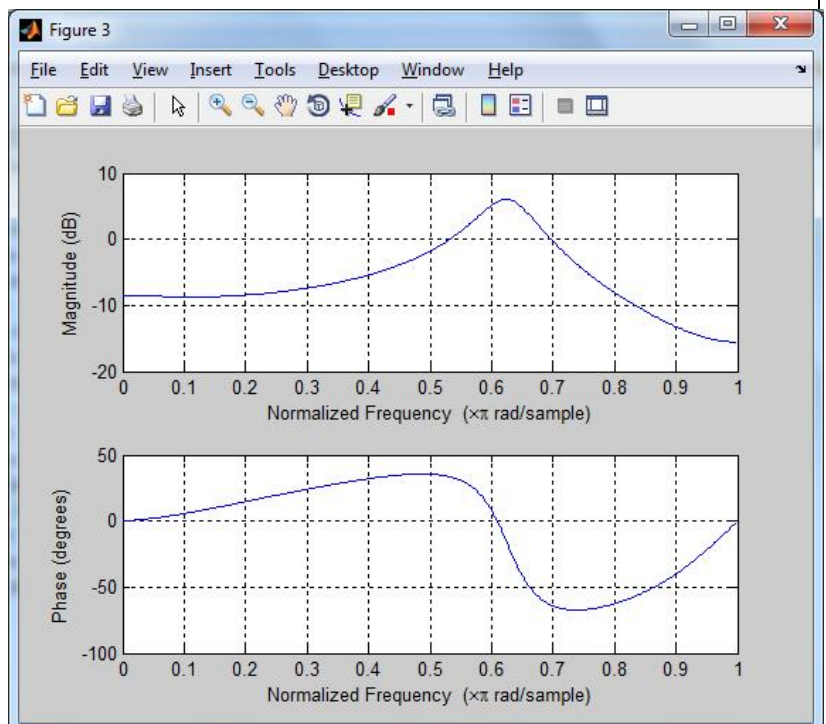 Figure 3
File Edit View Insert Tools Desktop Window Help
10
0
-10
-20
Magnitude (dB)
0 0.1 0.2 0.3 0.4 0.5 0.6 0.7 0.8 0.9 1
Normalized Frequency (×π rad/sample)
50
0
-50
-100
Phase (degrees)
0 0.1 0.2 0.3 0.4 0.5 0.6 0.7 0.8 0.9 1
Normalized Frequency (×π rad/sample)